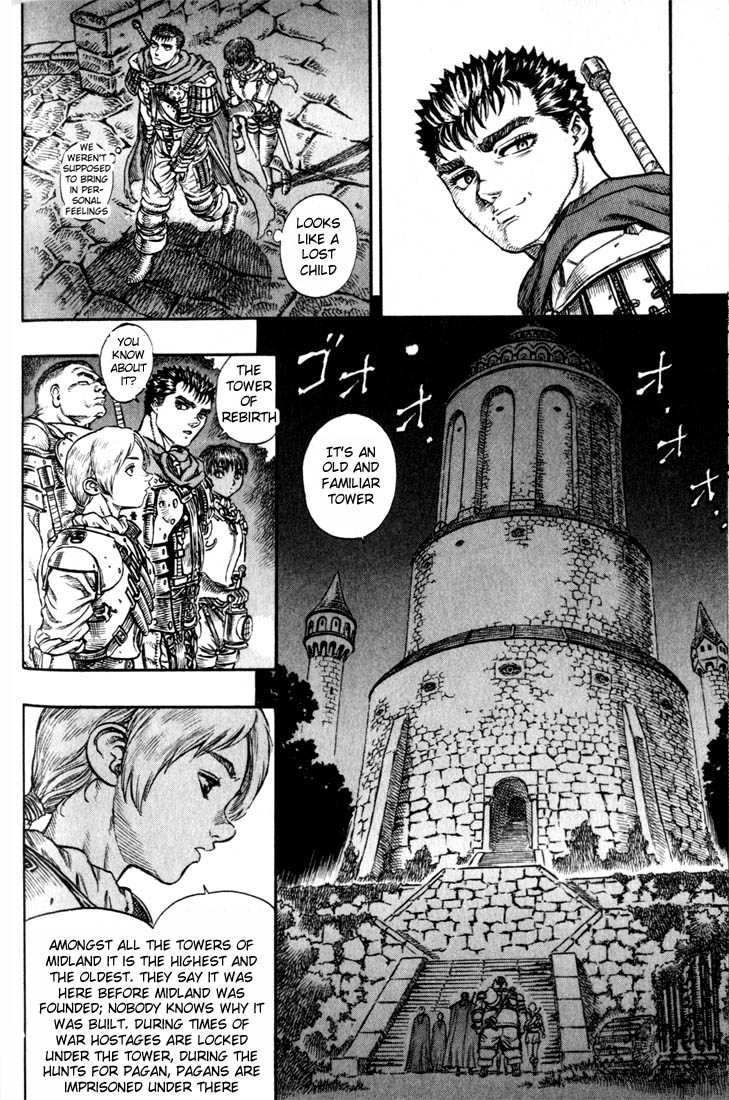 LOOKS
LIKE A
LOST
CHILD
WE
WEREN'T
SUPPOSED
TO BRING
IN PER-
SONAL
FEELINGS
ゴオオ
オオオ
IT'S AN
OLD AND
FAMILIAR
TOWER
THE
TOWER
OF
REBIRTH
YOU
KNOW
ABOUT
IT?
AMONGST ALL THE TOWERS OF
MIDLAND IT IS THE HIGHEST AND
THE OLDEST. THEY SAY IT WAS
HERE BEFORE MIDLAND WAS
FOUNDED; NOBODY KNOWS WHY IT
WAS BUILT. DURING TIMES OF
WAR HOSTAGES ARE LOCKED
UNDER THE TOWER, DURING THE
HUNTS FOR PAGAN, PAGANS ARE
IMPRISONED UNDER THERE